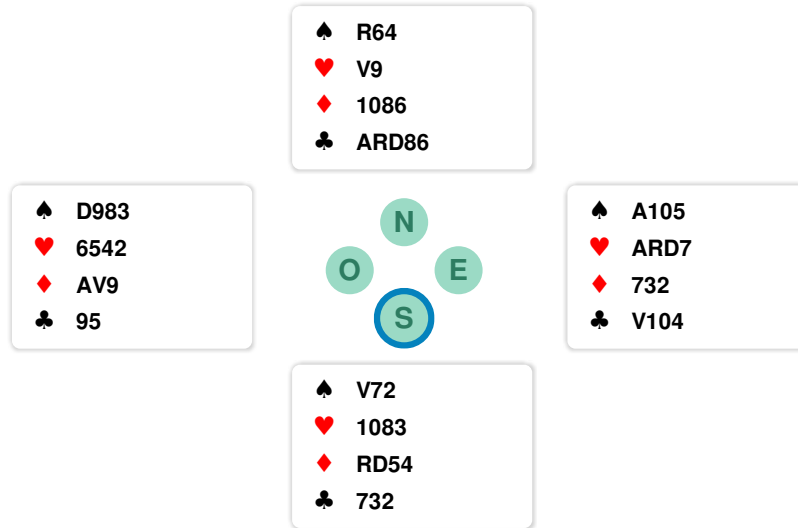 ♠ R64
♥ V9
♦ 1086
♣ ARD86
♠ D983
♥ 6542
♦ AV9
♣ 95
N
O E
S
♠ A105
♥ ARD7
♦ 732
♣ V104
♠ V72
♥ 1083
♦ RD54
♣ 732